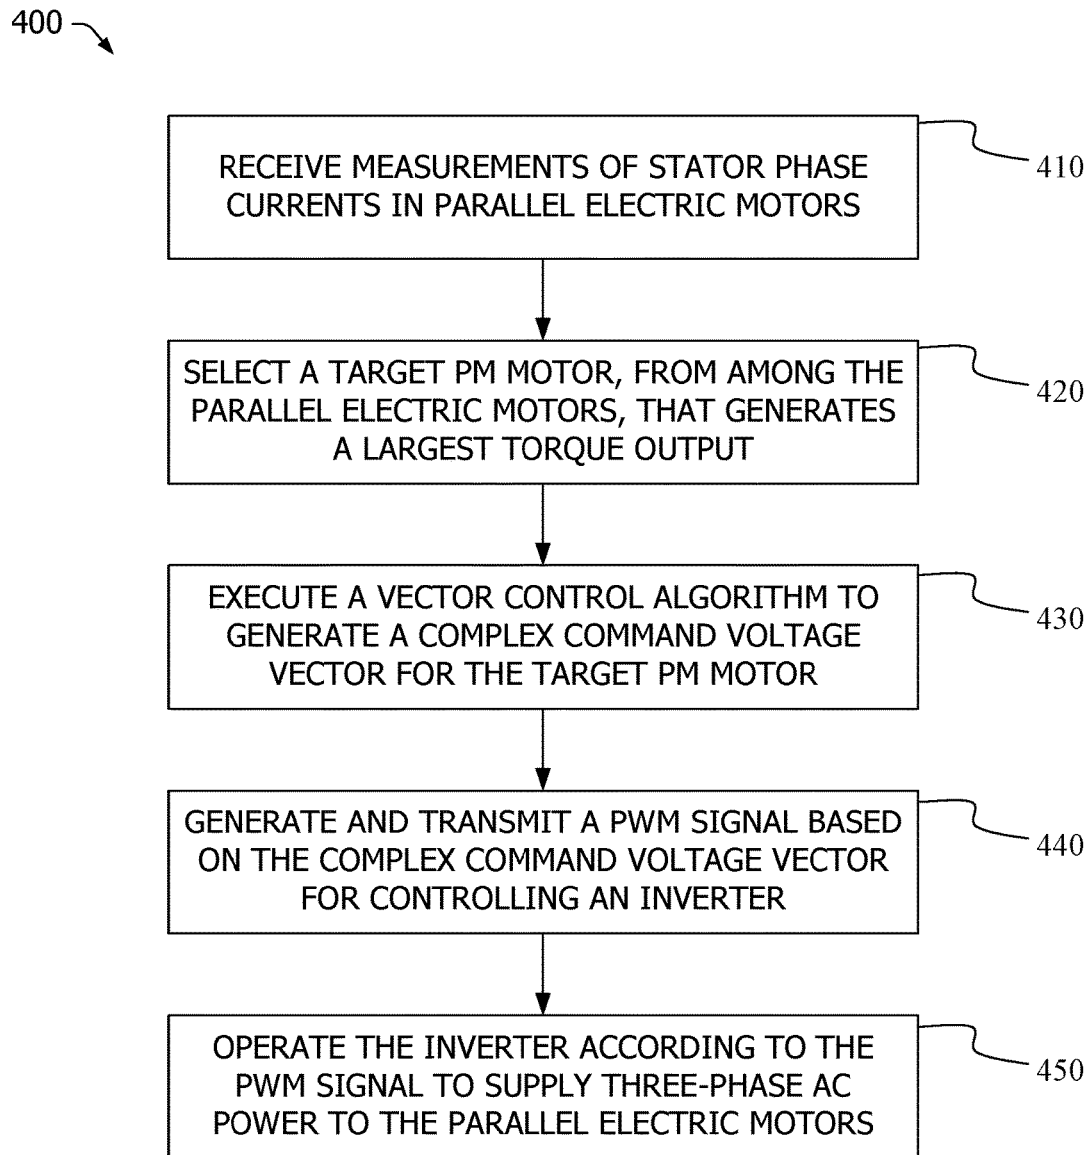 400
RECEIVE MEASUREMENTS OF STATOR PHASE
CURRENTS IN PARALLEL ELECTRIC MOTORS
410
SELECT A TARGET PM MOTOR, FROM AMONG THE
PARALLEL ELECTRIC MOTORS, THAT GENERATES
A LARGEST TORQUE OUTPUT
420
EXECUTE A VECTOR CONTROL ALGORITHM TO
GENERATE A COMPLEX COMMAND VOLTAGE
VECTOR FOR THE TARGET PM MOTOR
430
GENERATE AND TRANSMIT A PWM SIGNAL BASED
ON THE COMPLEX COMMAND VOLTAGE VECTOR
FOR CONTROLLING AN INVERTER
440
OPERATE THE INVERTER ACCORDING TO THE
PWM SIGNAL TO SUPPLY THREE-PHASE AC
POWER TO THE PARALLEL ELECTRIC MOTORS
450